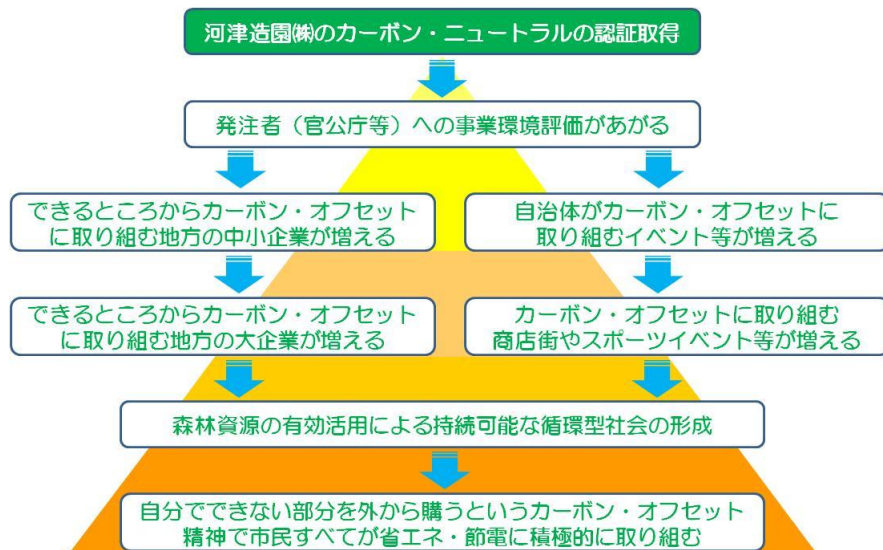 河津造園㈱のカーボン・ニュートラルの認証取得
発注者（官公庁等）への事業環境評価があがる
できるところからカーボン・オフセット
に取り組む地方の中小企業が増える
自治体がカーボン・オフセットに
取り組むイベント等が増える
できるところからカーボン・オフセット
に取り組む地方の大企業が増える
カーボン・オフセットに取り組む
商店街やスポーツイベント等が増える
森林資源の有効活用による持続可能な循環型社会の形成
自分でできない部分を外から購うというカーボン・オフセット
精神で市民すべてが省エネ・節電に積極的に取り組む